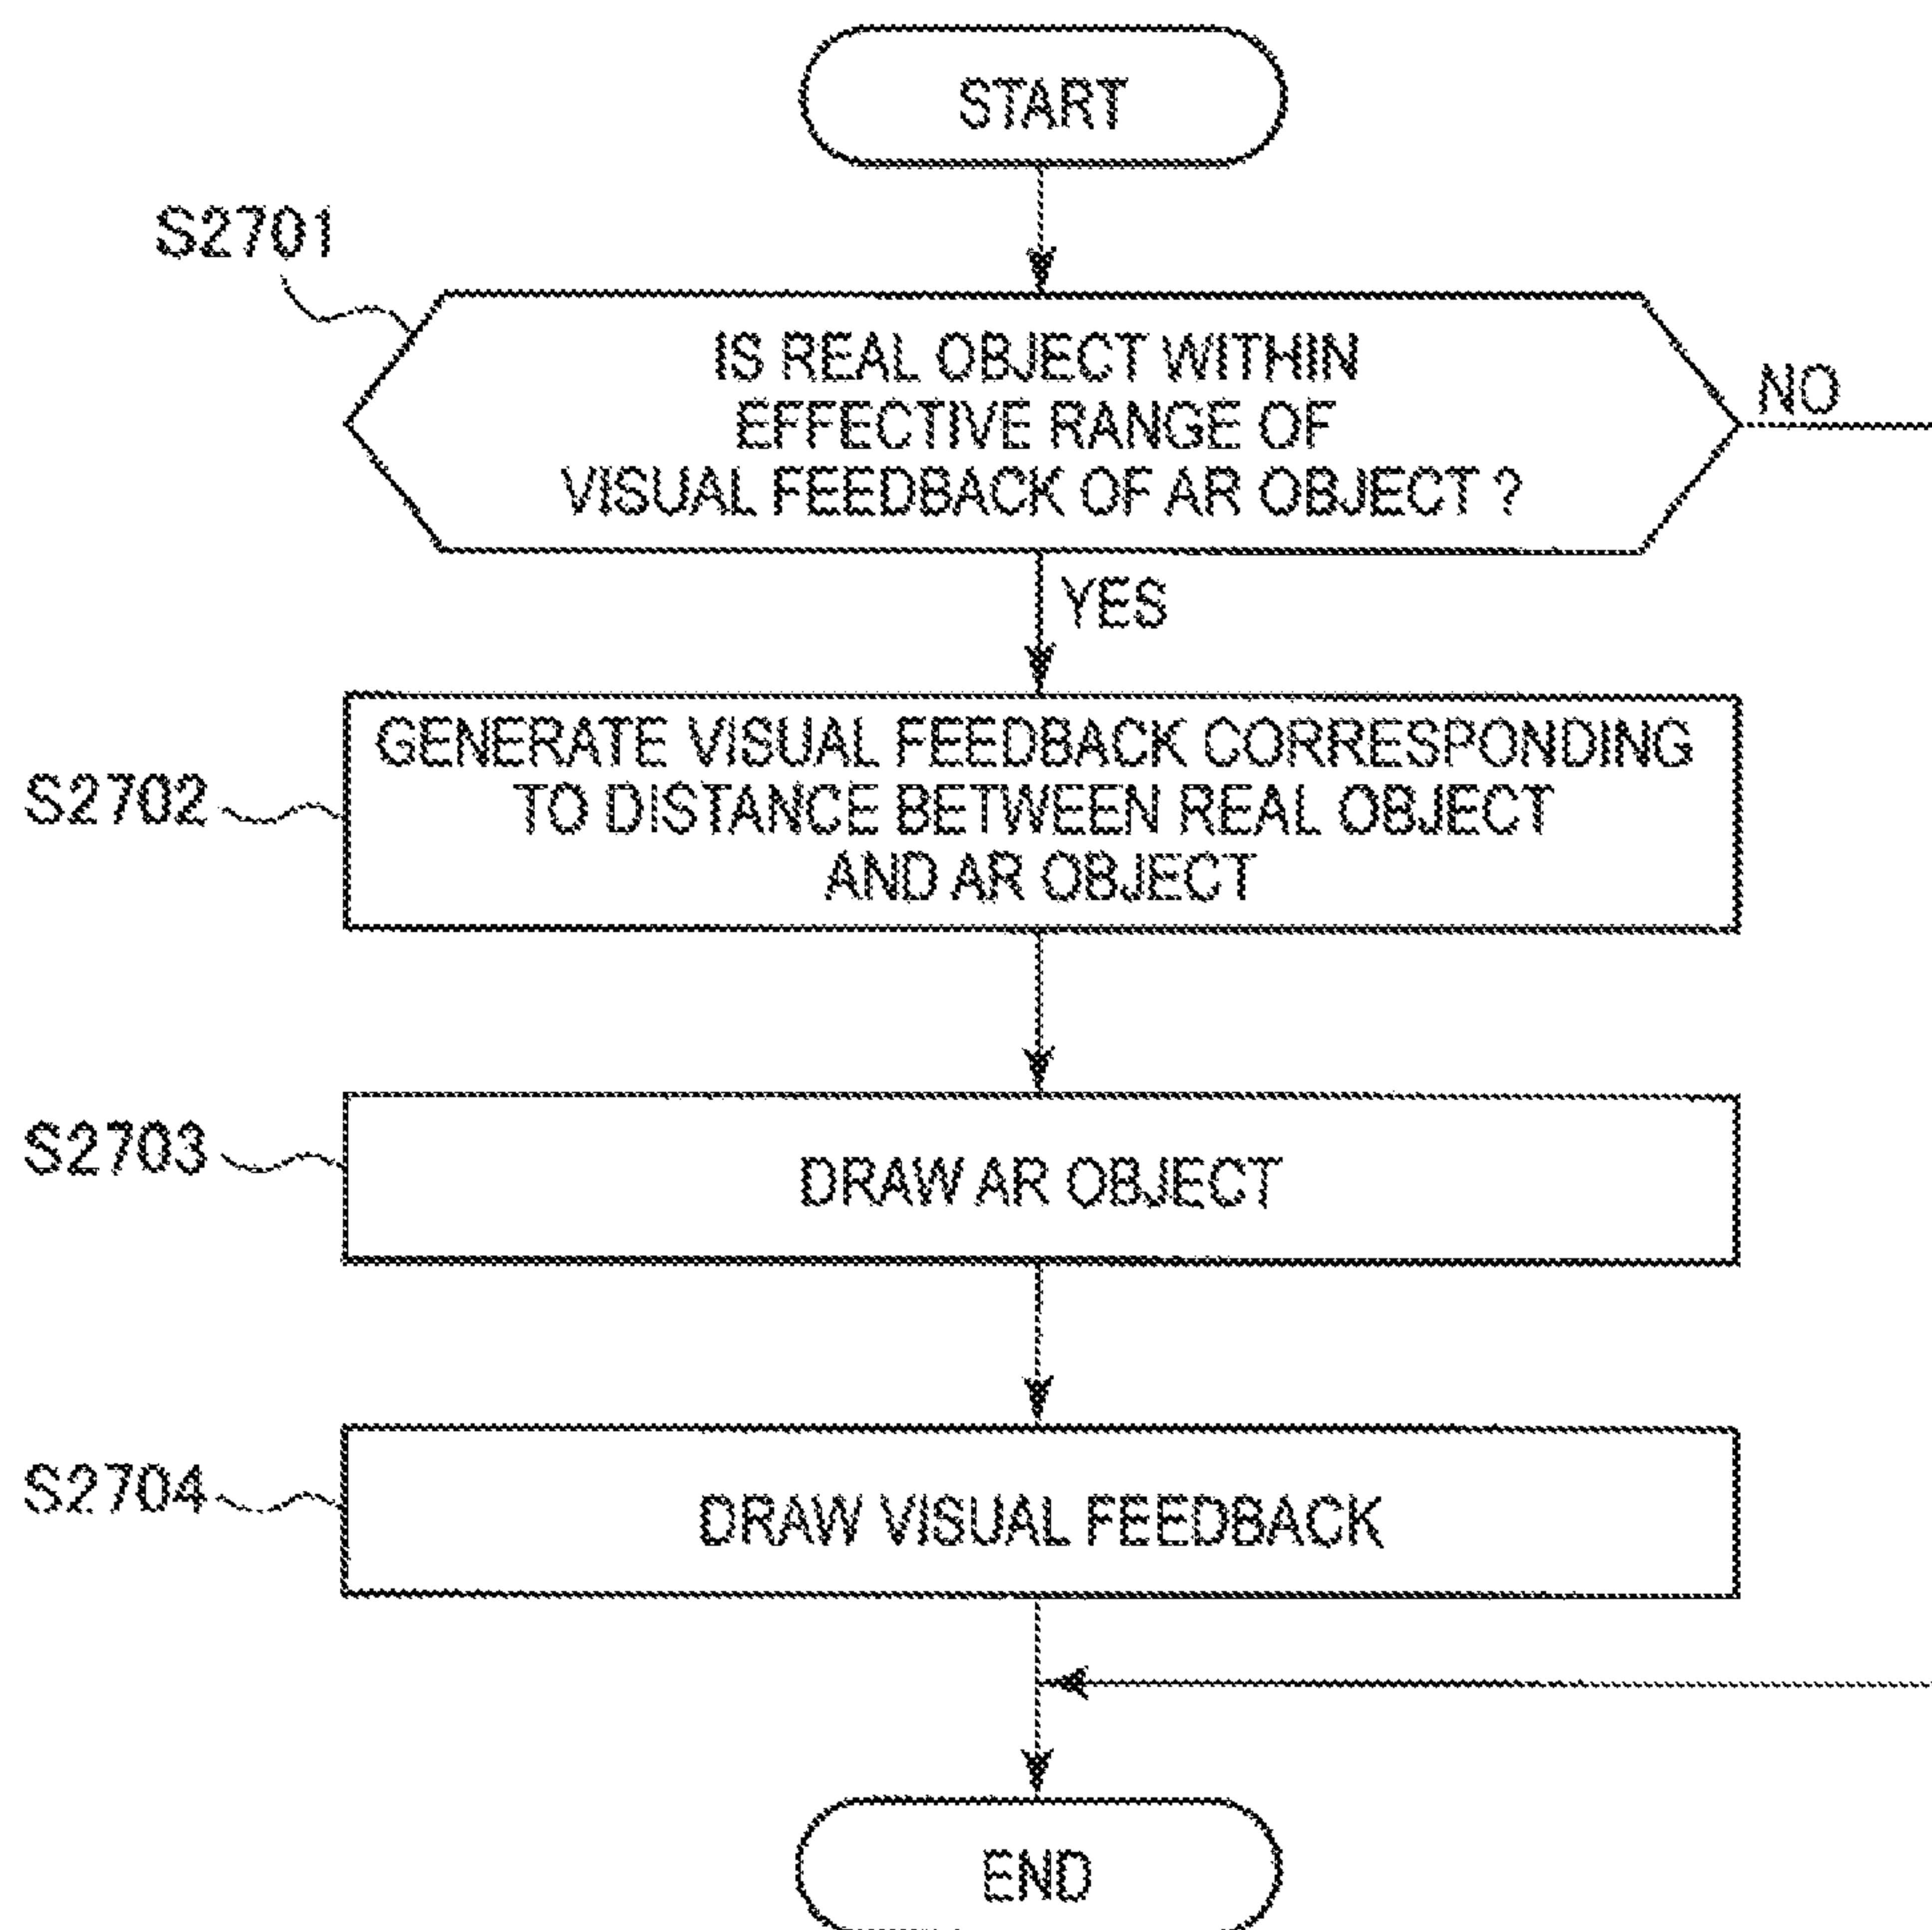 START
S2701
IS REAL OBJECT WITHIN
EFFECTIVE RANGE OF
VISUAL FEEDBACK OF AR OBJECT ?
NO
YES
S2702
GENERATE VISUAL FEEDBACK CORRESPONDING
TO DISTANCE BETWEEN REAL OBJECT
AND AR OBJECT
S2703
DRAW AR OBJECT
S2704
DRAW VISUAL FEEDBACK
END